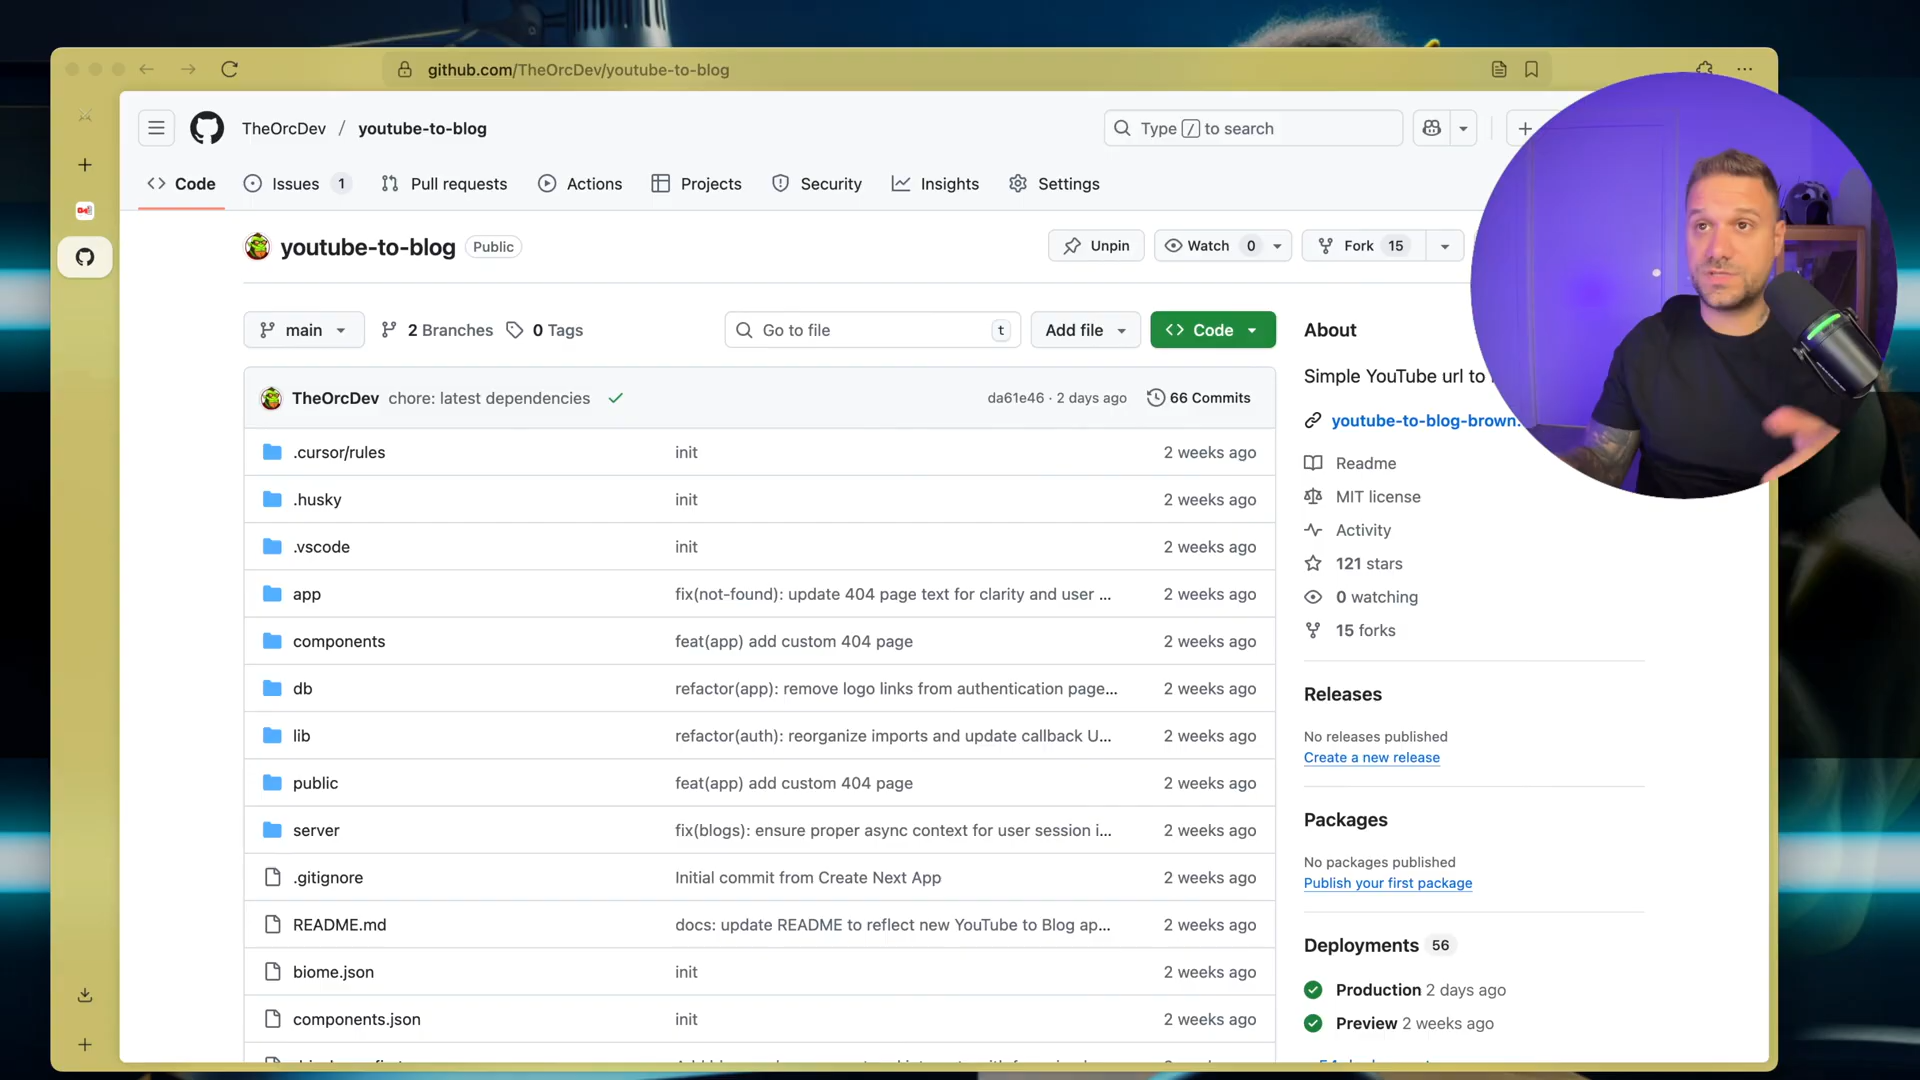 github.com/TheOrcDev/youtube-to-blog
TheOrcDev / youtube-to-blog
Type / to search
Code
Issues 1
Pull requests
Actions
Projects
Security
Insights
Settings
youtube-to-blog Public
Unpin
Watch 0
Fork 15
main
2 Branches
0 Tags
Go to file t
Add file
Code
TheOrcDev chore: latest dependencies
da61e46 · 2 days ago
66 Commits
.cursor/rules init 2 weeks ago
.husky init 2 weeks ago
.vscode init 2 weeks ago
app fix(not-found): update 404 page text for clarity and user ... 2 weeks ago
components feat(app) add custom 404 page 2 weeks ago
db refactor(app): remove logo links from authentication page... 2 weeks ago
lib refactor(auth): reorganize imports and update callback U... 2 weeks ago
public feat(app) add custom 404 page 2 weeks ago
server fix(blogs): ensure proper async context for user session i... 2 weeks ago
.gitignore Initial commit from Create Next App 2 weeks ago
README.md docs: update README to reflect new YouTube to Blog ap... 2 weeks ago
biome.json init 2 weeks ago
components.json init 2 weeks ago
About
Simple YouTube url to
youtube-to-blog-brown.
Readme
MIT license
Activity
121 stars
0 watching
15 forks
Releases
No releases published
Create a new release
Packages
No packages published
Publish your first package
Deployments 56
Production 2 days ago
Preview 2 weeks ago